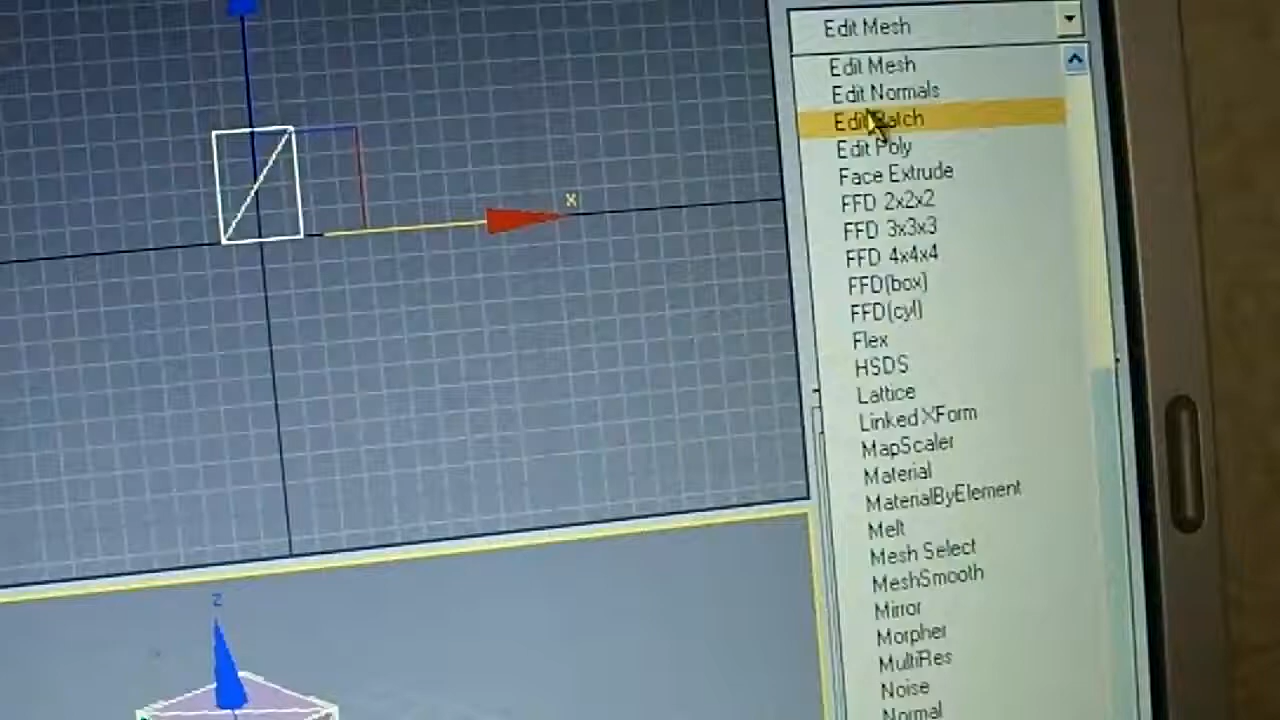 Edit Mesh
Edit Mesh
Edit Normals
Edit Patch
Edit Poly
Face Extrude
FFD 2x2x2
FFD 3x3x3
FFD 4x4x4
FFD(box)
FFD(cyl)
Flex
HSDS
Lattice
Linked XForm
MapScaler
Material
MaterialByElement
Melt
Mesh Select
MeshSmooth
Mirror
Morpher
MultiRes
Noise
Normal
x
z